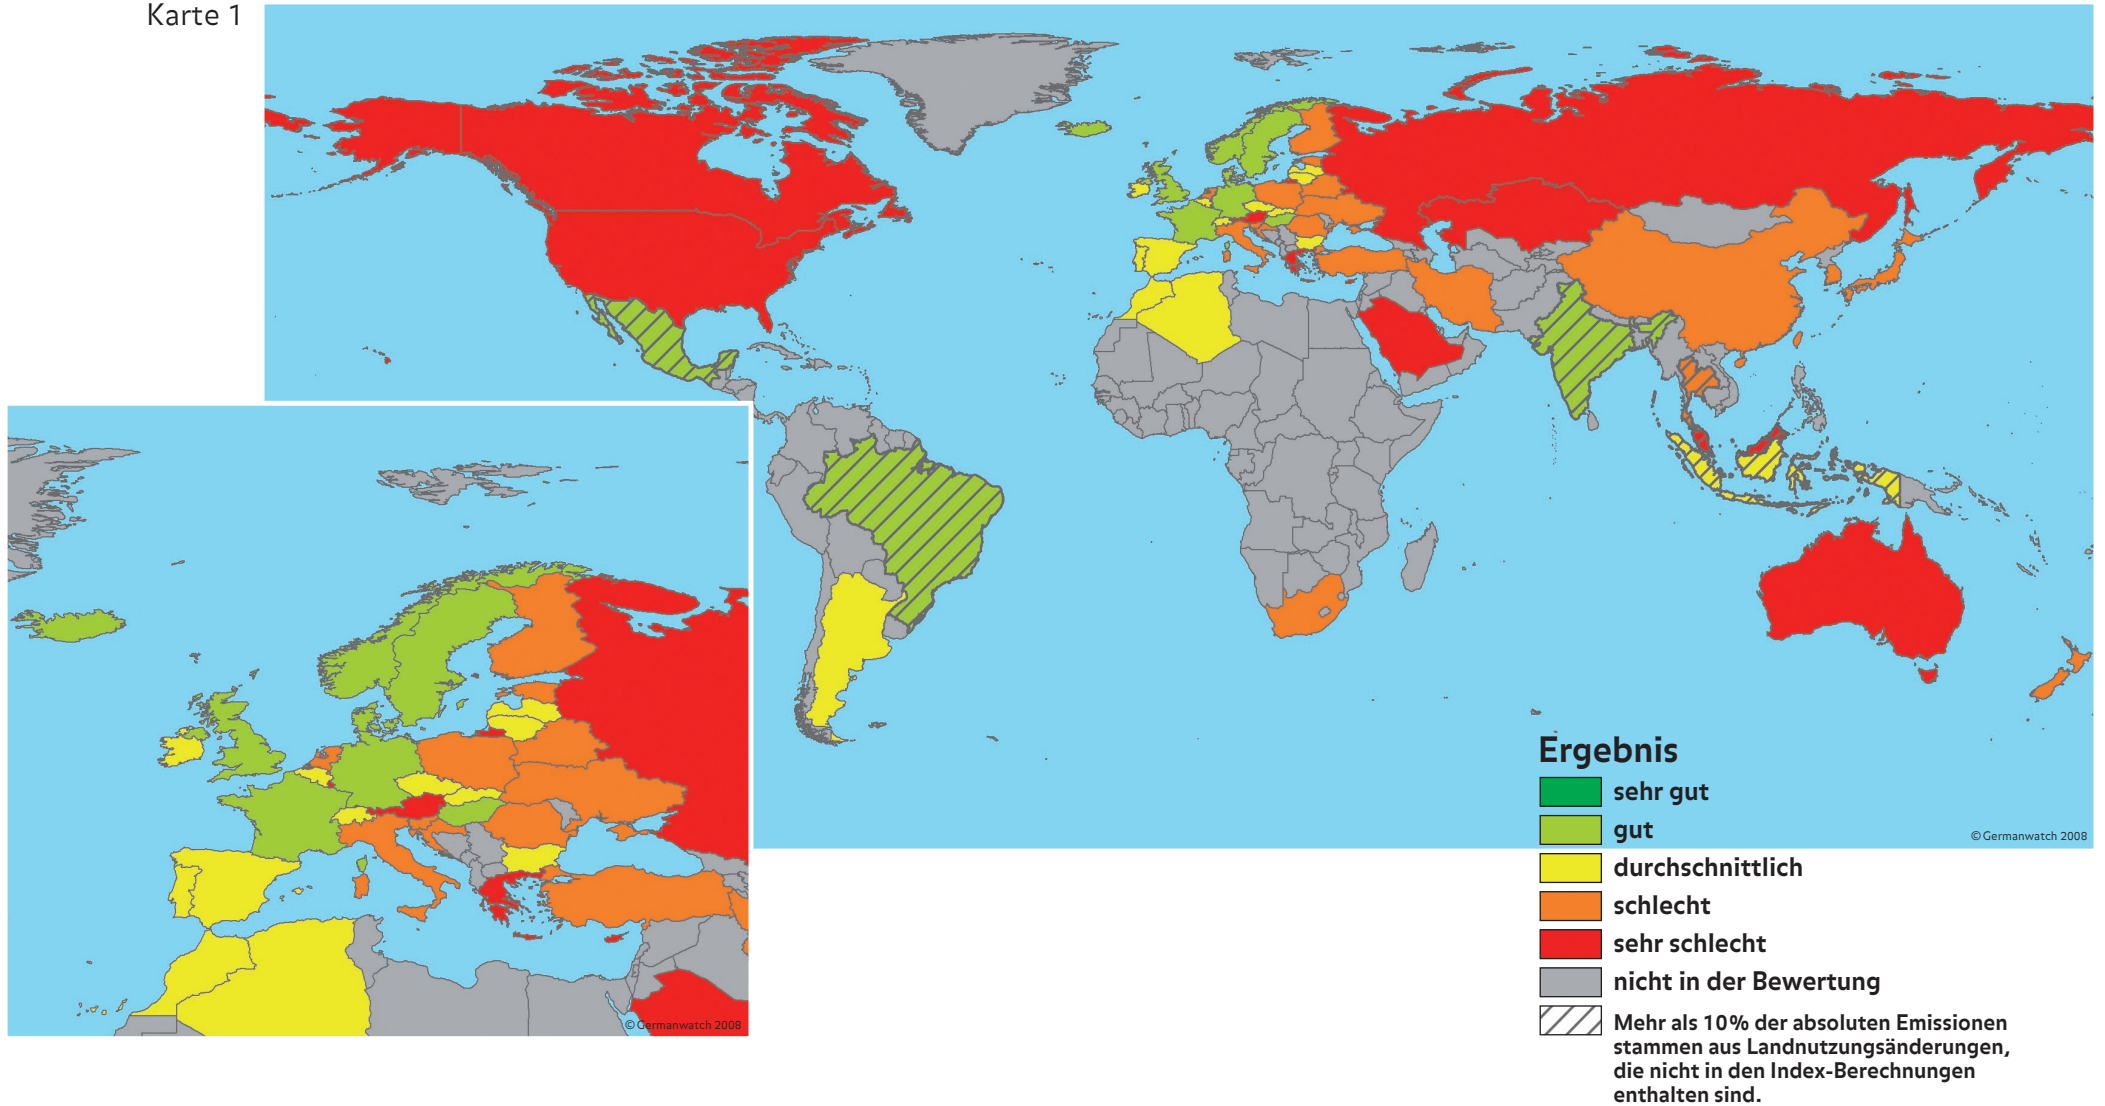 Karte 1
Ergebnis
sehr gut
gut
durchschnittlich
schlecht
sehr schlecht
nicht in der Bewertung
Mehr als 10% der absoluten Emissionen
stammen aus Landnutzungsänderungen,
die nicht in den Index-Berechnungen
enthalten sind.
© Germanwatch 2008
© Germanwatch 2008